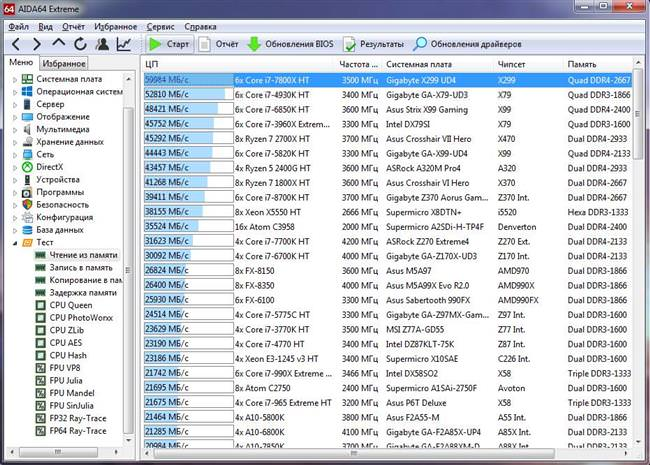 64 AIDA64 Extreme
Файл Вид Отчет Избранное Сервис Справка
Старт Отчёт Обновления BIOS Результаты Обновления драйверов
Меню Избранное
Системная плата
Операционная систем
Сервер
Отображение
Мультимедиа
Хранение данных
Сеть
DirectX
Устройства
Программы
Безопасность
Конфигурация
База данных
Тест
Чтение из памяти
Запись в память
Копирование в пам
Задержка памяти
CPU Queen
CPU PhotoWorxx
CPU ZLib
CPU AES
CPU Hash
FPU VP8
FPU Julia
FPU Mandel
FPU SinJulia
FP32 Ray-Trace
FP64 Ray-Trace
ЦП Частота ... Системная плата Чипсет Память
59984 МБ/с 6x Core i7-7800X HT 3500 МГц Gigabyte X299 UD4 X299 Quad DDR4-2667
52810 МБ/с 6x Core i7-4930K HT 3400 МГц Gigabyte GA-X79-UD3 X79 Quad DDR3-1866
48421 МБ/с 6x Core i7-6850K HT 3600 МГц Asus Strix X99 Gaming X99 Quad DDR4-2400
45752 МБ/с 6x Core i7-3960X Extreme... 3300 МГц Intel DX79SI X79 Quad DDR3-1600
45292 МБ/с 8x Ryzen 7 2700X HT 3700 МГц Asus Crosshair VII Hero X470 Dual DDR4-2933
44443 МБ/с 6x Core i7-5820K HT 3300 МГц Gigabyte GA-X99-UD4 X99 Quad DDR4-2133
43457 МБ/с 4x Ryzen 5 2400G HT 3600 МГц ASRock A320M Pro4 A320 Dual DDR4-2933
41268 МБ/с 8x Ryzen 7 1800X HT 3600 МГц Asus Crosshair VI Hero X370 Dual DDR4-2667
39411 МБ/с 6x Core i7-8700K HT 3700 МГц Gigabyte Z370 Aorus Gam... Z370 Int. Dual DDR4-2667
38155 МБ/с 8x Xeon X5550 HT 2666 МГц Supermicro X8DTN+ i5520 Hexa DDR3-1333
35524 МБ/с 16x Atom C3958 2000 МГц Supermicro A2SDi-H-TP4F Denverton Dual DDR4-2400
31623 МБ/с 4x Core i7-7700K HT 4200 МГц ASRock Z270 Extreme4 Z270 Ext. Dual DDR4-2133
30092 МБ/с 4x Core i7-6700K HT 4000 МГц Gigabyte GA-Z170X-UD3 Z170 Int. Dual DDR4-2133
26824 МБ/с 8x FX-8150 3600 МГц Asus M5A97 AMD970 Dual DDR3-1866
26400 МБ/с 8x FX-8350 4000 МГц Asus M5A99X Evo R2.0 AMD990X Dual DDR3-1866
25930 МБ/с 6x FX-6100 3300 МГц Asus Sabertooth 990FX AMD990FX Dual DDR3-1866
24514 МБ/с 4x Core i7-5775C HT 3300 МГц Gigabyte GA-Z97MX-Gam... Z97 Int. Dual DDR3-1600
23629 МБ/с 4x Core i7-3770K HT 3500 МГц MSI Z77A-GD55 Z77 Int. Dual DDR3-1600
23190 МБ/с 4x Core i7-4770 HT 3400 МГц Intel DZ87KLT-75K Z87 Int. Dual DDR3-1600
23186 МБ/с 4x Xeon E3-1245 v3 HT 3400 МГц Supermicro X10SAE C226 Int. Dual DDR3-1600
21742 МБ/с 6x Core i7-990X Extreme ... 3466 МГц Intel DX58SO2 X58 Triple DDR3-1333
21695 МБ/с 8x Atom C2750 2400 МГц Supermicro A1SAi-2750F Avoton Dual DDR3-1600
21675 МБ/с 4x Core i7-965 Extreme HT 3200 МГц Asus P6T Deluxe X58 Triple DDR3-1333
21464 МБ/с 4x A10-5800K 3800 МГц Asus F2A55-M A55 Int. Dual DDR3-1866
21285 МБ/с 4x A10-6800K 4100 МГц Gigabyte GA-F2A85X-UP4 A85X Int. Dual DDR3-2133
20984 МБ/с 4x A10-7850K 3700 МГц Gigabyte GA-F2A88XM-D... A88X Int. Dual DDR3-2133